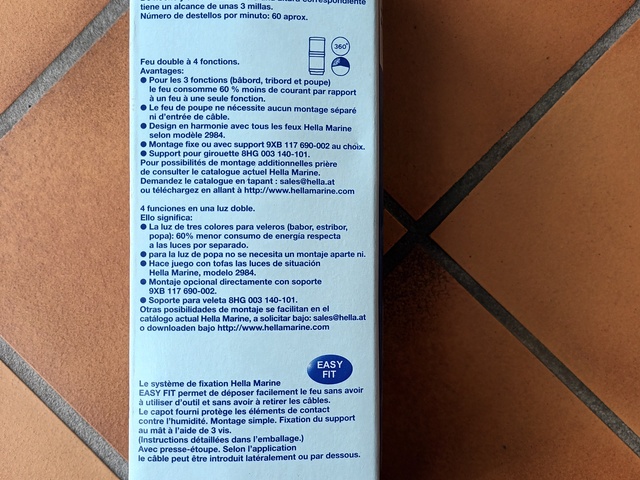 tiene un alcance de unas 3 millas.
Número de destellos por minuto: 60 aprox.
360°
Feu double à 4 fonctions.
Avantages:
● Pour les 3 fonctions (bâbord, tribord et poupe)
le feu consomme 60 % moins de courant par rapport
à un feu à une seule fonction.
● Le feu de poupe ne nécessite aucun montage séparé
ni d'entrée de câble.
● Design en harmonie avec tous les feux Hella Marine
selon modèle 2984.
● Montage fixe ou avec support 9XB 117 690-002 au choix.
● Support pour girouette 8HG 003 140-101.
Pour possibilités de montage additionnelles prière
de consulter le catalogue actuel Hella Marine.
Demandez le catalogue en tapant : sales@hella.at
ou téléchargez en allant à http://www.hellamarine.com
4 funciones en una luz doble.
Ello significa:
● La luz de tres colores para veleros (babor, estribor,
popa): 60% menor consumo de energía respecta
a las luces por separado.
● para la luz de popa no se necesita un montaje aparte ni.
● Hace juego con tofas las luces de situación
Hella Marine, modelo 2984.
● Montaje opcional directamente con soporte
9XB 117 690-002.
● Soporte para veleta 8HG 003 140-101.
Otras posibilidades de montaje se facilitan en el
catálogo actual Hella Marine, a solicitar bajo: sales@hella.at
o downloaden bajo http://www.hellamarine.com
EASY
FIT
Le système de fixation Hella Marine
EASY FIT permet de déposer facilement le feu sans avoir
à utiliser d'outil et sans avoir à retirer les câbles.
Le capot fourni protège les éléments de contact
contre l'humidité. Montage simple. Fixation du support
au mât à l'aide de 3 vis.
(Instructions détaillées dans l'emballage.)
Avec presse-étoupe. Selon l'application
le câble peut être introduit latéralement ou par dessous.